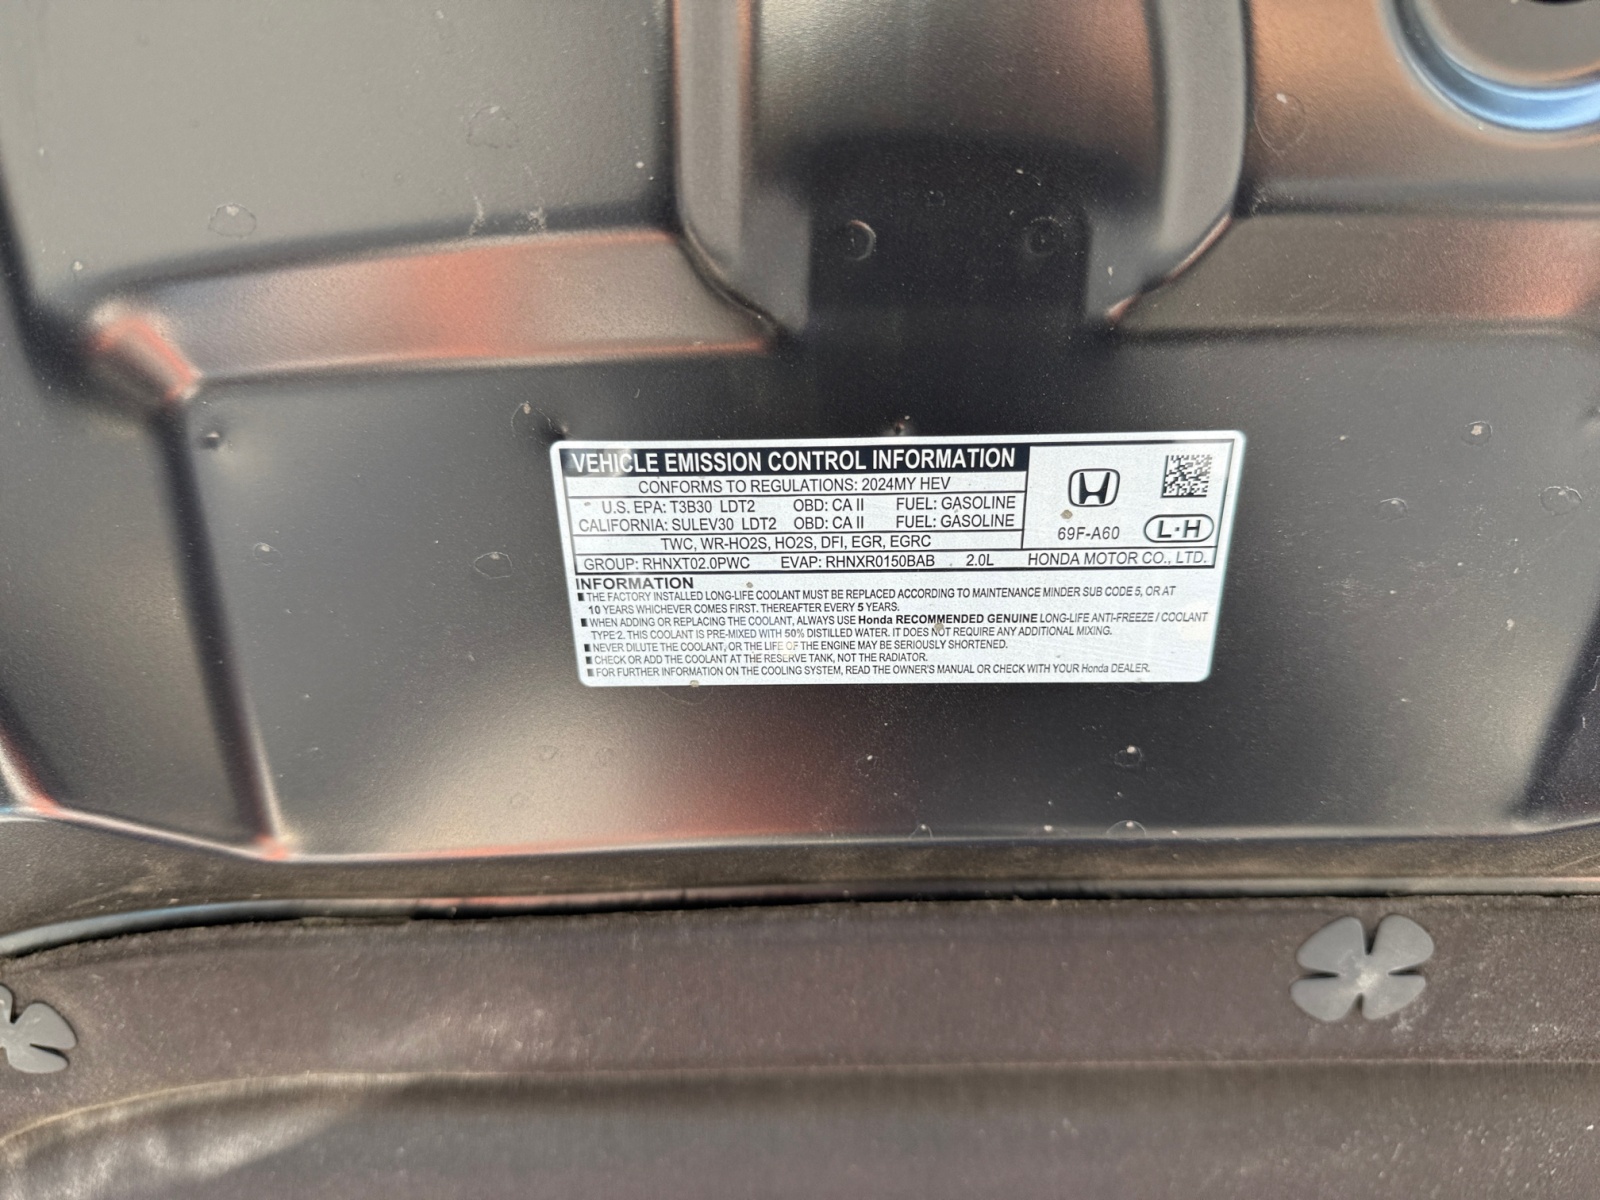 VEHICLE EMISSION CONTROL INFORMATION
CONFORMS TO REGULATIONS: 2024MY HEV
U.S. EPA: T3B30 LDT2 OBD: CA II FUEL: GASOLINE
CALIFORNIA: SULEV30 LDT2 OBD: CA II FUEL: GASOLINE
TWC, WR-HO2S, HO2S, DFI, EGR, EGRC
69F-A60 L·H
GROUP: RHNXT02.0PWC EVAP: RHNXR0150BAB 2.0L HONDA MOTOR CO., LTD.
INFORMATION
■ THE FACTORY INSTALLED LONG-LIFE COOLANT MUST BE REPLACED ACCORDING TO MAINTENANCE MINDER SUB CODE 5, OR AT
10 YEARS WHICHEVER COMES FIRST. THEREAFTER EVERY 5 YEARS.
■ WHEN ADDING OR REPLACING THE COOLANT, ALWAYS USE Honda RECOMMENDED GENUINE LONG-LIFE ANTI-FREEZE / COOLANT
TYPE 2. THIS COOLANT IS PRE-MIXED WITH 50% DISTILLED WATER. IT DOES NOT REQUIRE ANY ADDITIONAL MIXING.
■ NEVER DILUTE THE COOLANT, OR THE LIFE OF THE ENGINE MAY BE SERIOUSLY SHORTENED.
■ CHECK OR ADD THE COOLANT AT THE RESERVE TANK, NOT THE RADIATOR.
■ FOR FURTHER INFORMATION ON THE COOLING SYSTEM, READ THE OWNER'S MANUAL OR CHECK WITH YOUR Honda DEALER.